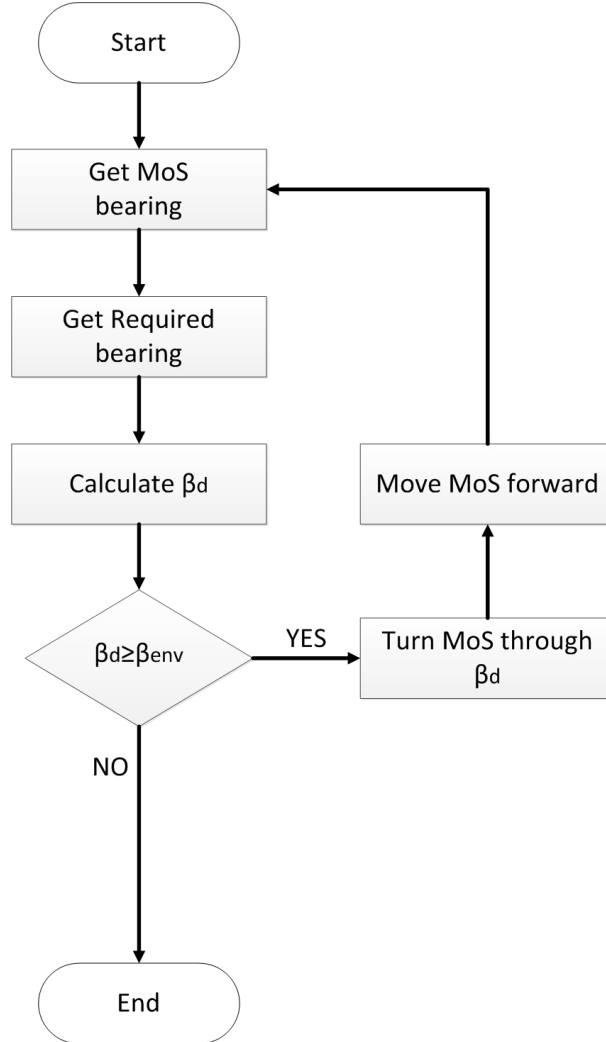 Start
Get MoS
bearing
Get Required
bearing
Calculate βd
Move MoS forward
βd≥βenv
YES
Turn MoS through
βd
NO
End